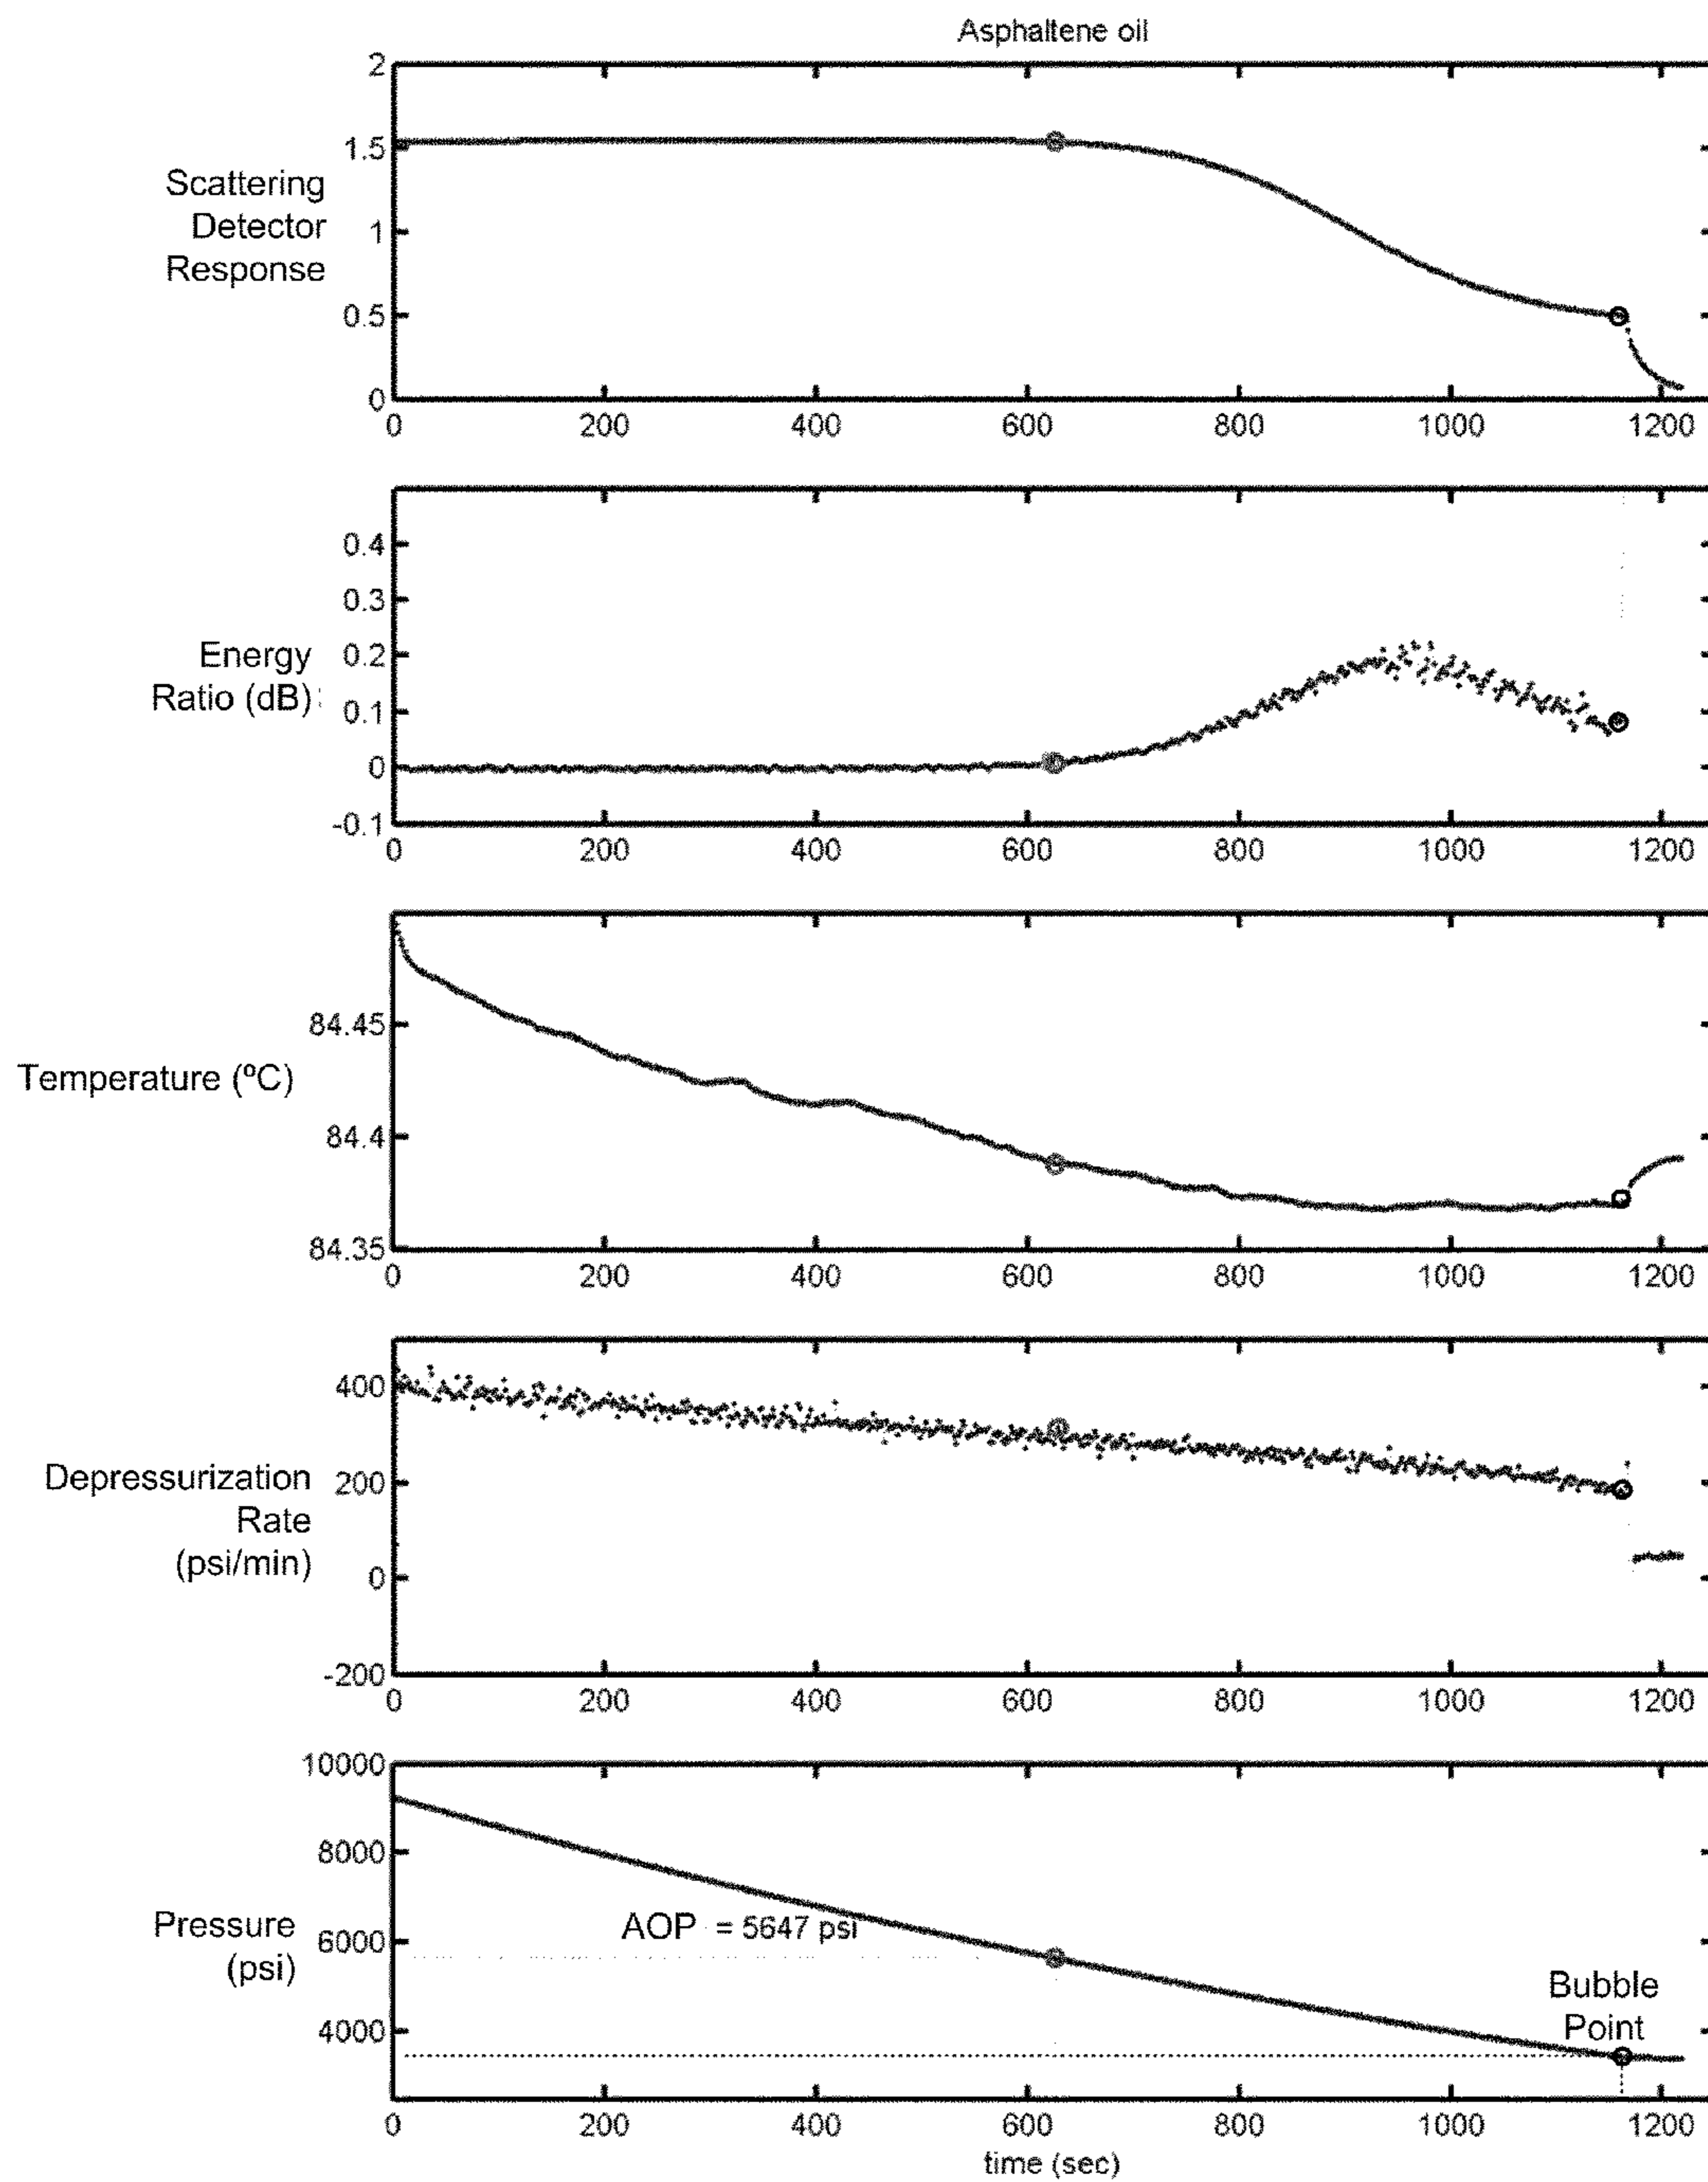 Asphaltene oil
2
1.5
1
0.5
0
Scattering
Detector
Response
0 200 400 600 800 1000 1200
0.4
0.3
0.2
0.1
0
-0.1
Energy
Ratio (dB)
0 200 400 600 800 1000 1200
84.45
84.4
84.35
Temperature (ºC)
0 200 400 600 800 1000 1200
400
200
0
-200
Depressurization
Rate
(psi/min)
0 200 400 600 800 1000 1200
10000
8000
6000
4000
Pressure
(psi)
AOP = 5647 psi
Bubble
Point
0 200 400 600 800 1000 1200
time (sec)